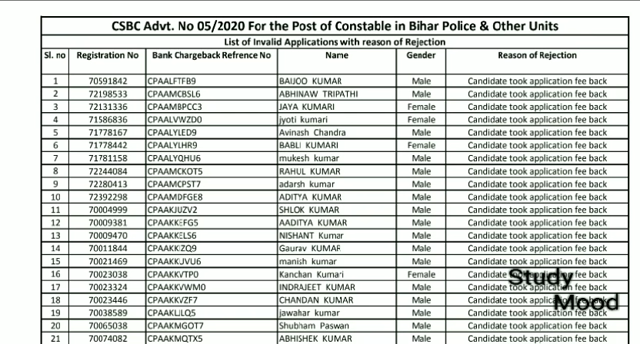 CSBC Advt. No 05/2020 For the Post of Constable in Bihar Police & Other Units
List of Invalid Applications with reason of Rejection
Sl. no Registration No Bank Chargeback Refrence No Name Gender Reason of Rejection
1 70591842 CPAALFTFB9 BAIJOO KUMAR Male Candidate took application fee back
2 72198533 CPAAMCBSL6 ABHINAW TRIPATHI Male Candidate took application fee back
3 72131336 CPAAMBPCC3 JAYA KUMARI Female Candidate took application fee back
4 71586836 CPAALVWZD0 jyoti kumari Female Candidate took application fee back
5 71778167 CPAALYLED9 Avinash Chandra Male Candidate took application fee back
6 71778442 CPAALYLHR9 BABLI KUMARI Female Candidate took application fee back
7 71781158 CPAALYQHU6 mukesh kumar Male Candidate took application fee back
8 72244084 CPAAMCKOT5 RAHUL KUMAR Male Candidate took application fee back
9 72280413 CPAAMCPST7 adarsh kumar Male Candidate took application fee back
10 72392298 CPAAMDFGE8 ADITYA KUMAR Male Candidate took application fee back
11 70004999 CPAAKJUZV2 SHLOK KUMAR Male Candidate took application fee back
12 70009381 CPAAKKEFG5 AADITYA KUMAR Male Candidate took application fee back
13 70009470 CPAAKKELS6 NISHANT Kumar Male Candidate took application fee back
14 70011844 Gaurav KUMAR Male Candidate took application fee back
15 70021469 CPAAKKJVU6 manish kumar Male Candidate took application fee back
16 70023038 CPAAKKVTP0 Kanchan Kumari Female Candidate took application fee back
17 70023324 CPAAKKVWM0 INDRAJEET KUMAR Male Candidate took application fee back
18 70023446 CPAAKKVZF7 CHANDAN KUMAR Male Candidate took application fee back
19 70038589 CPAAKLJLQ5 jawahar kumar Male Candidate took application fee back
20 70065038 CPAAKMGOT7 Shubham Paswan Male Candidate took application fee back
21 70074082 CPAAKMQTX5 ABHISHEK KUMAR Male Candidate took application fee back
Study
Mood